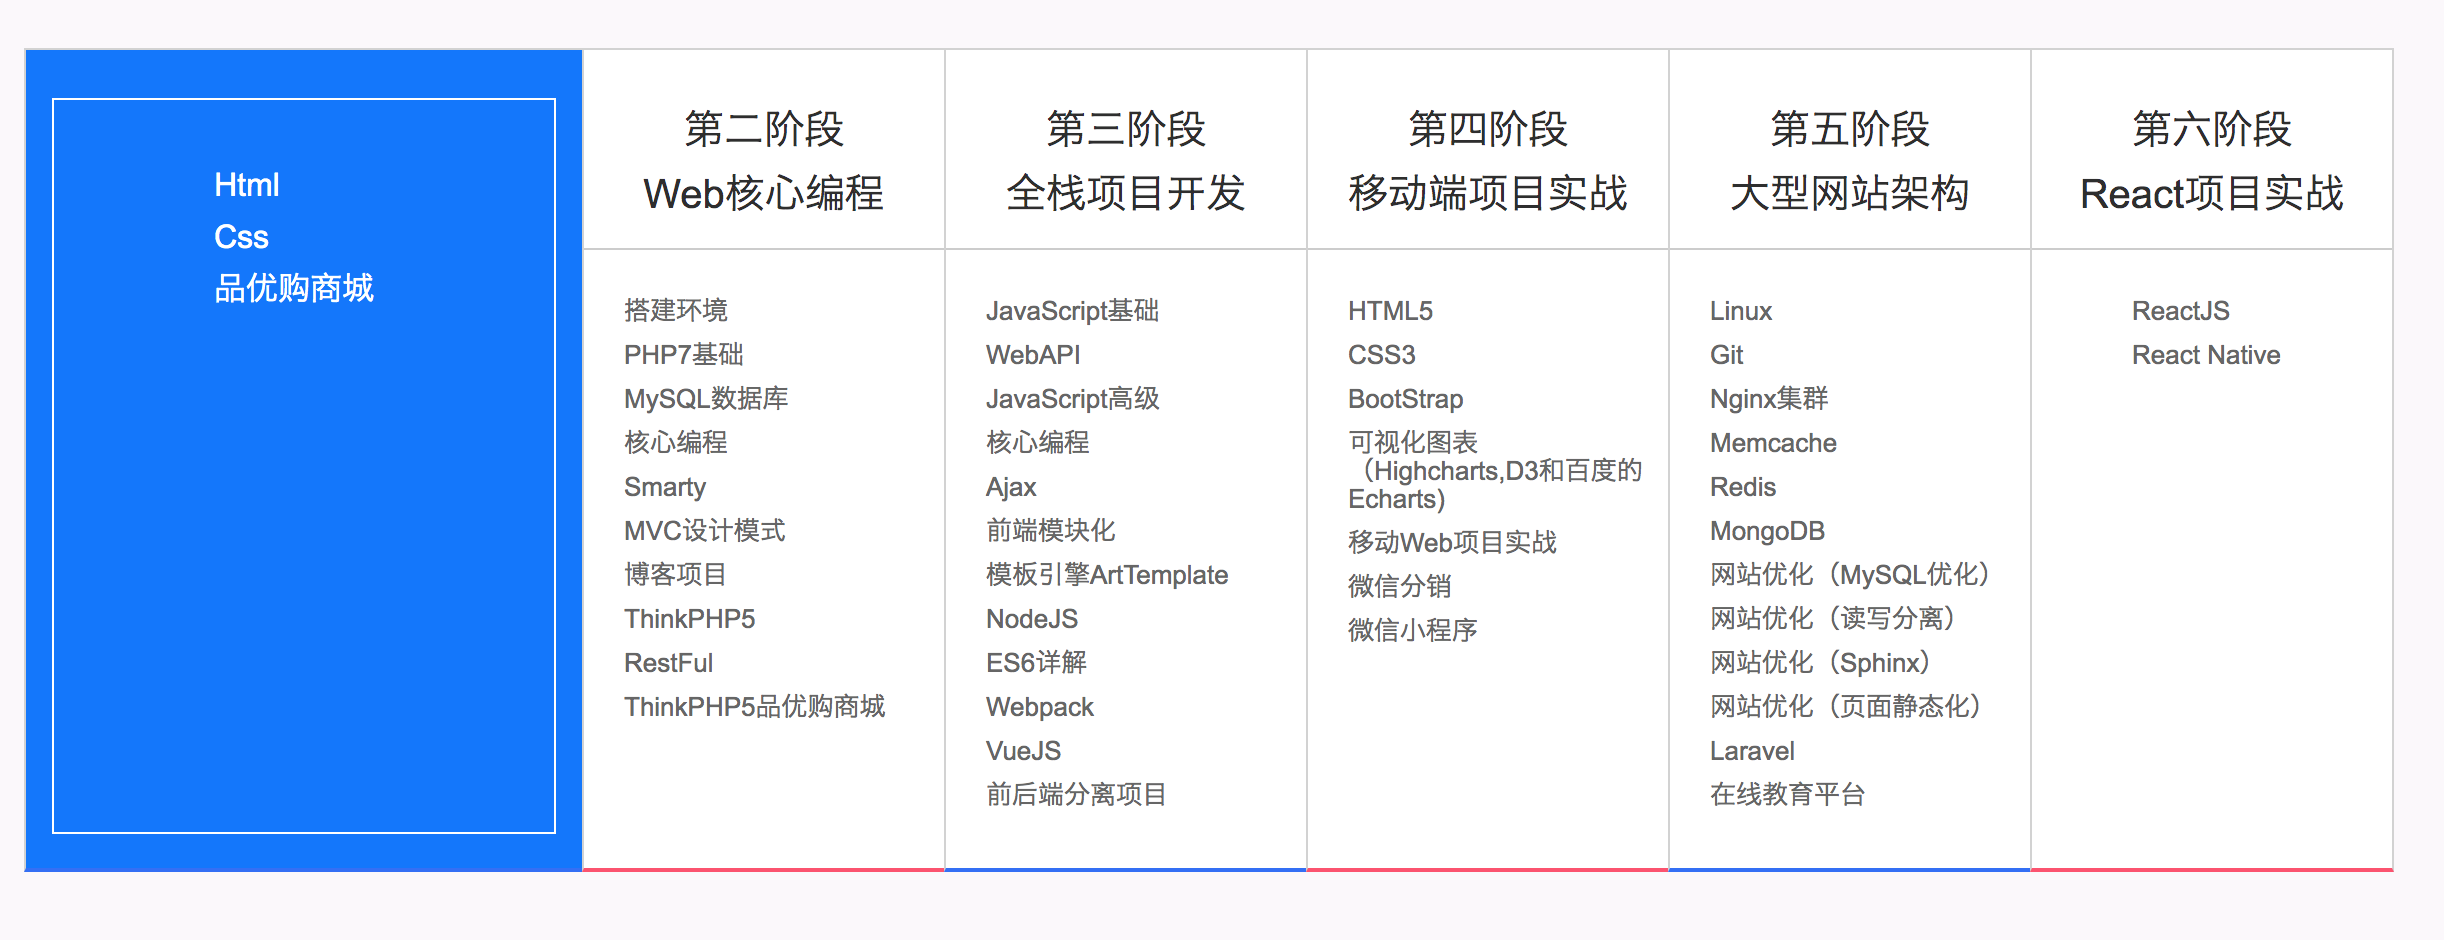 Html
Css
品优购商城
第二阶段
Web核心编程
搭建环境
PHP7基础
MySQL数据库
核心编程
Smarty
MVC设计模式
博客项目
ThinkPHP5
RestFul
ThinkPHP5品优购商城
第三阶段
全栈项目开发
JavaScript基础
WebAPI
JavaScript高级
核心编程
Ajax
前端模块化
模板引擎ArtTemplate
NodeJS
ES6详解
Webpack
VueJS
前后端分离项目
第四阶段
移动端项目实战
HTML5
CSS3
BootStrap
可视化图表
（Highcharts,D3和百度的
Echarts)
移动Web项目实战
微信分销
微信小程序
第五阶段
大型网站架构
Linux
Git
Nginx集群
Memcache
Redis
MongoDB
网站优化（MySQL优化）
网站优化（读写分离）
网站优化（Sphinx）
网站优化（页面静态化）
Laravel
在线教育平台
第六阶段
React项目实战
ReactJS
React Native